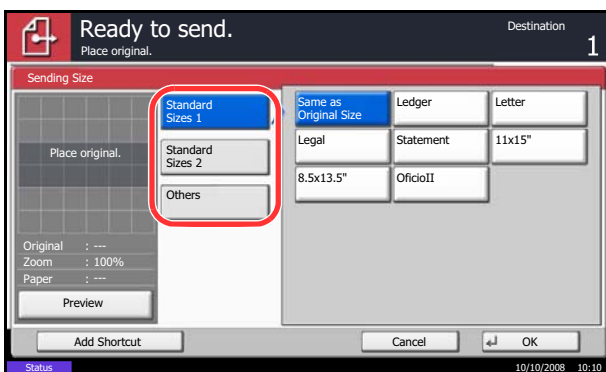 Ready to send.
Destination
Place original.
1
Sending Size
Place original.
Original : ---
Zoom : 100%
Paper : ---
Preview
Standard
Sizes 1
Standard
Sizes 2
Others
Same as
Original Size
Ledger
Letter
Legal
Statement
11x15"
8.5x13.5"
OficioII
Add Shortcut
Cancel
OK
Status
10/10/2008 10:10